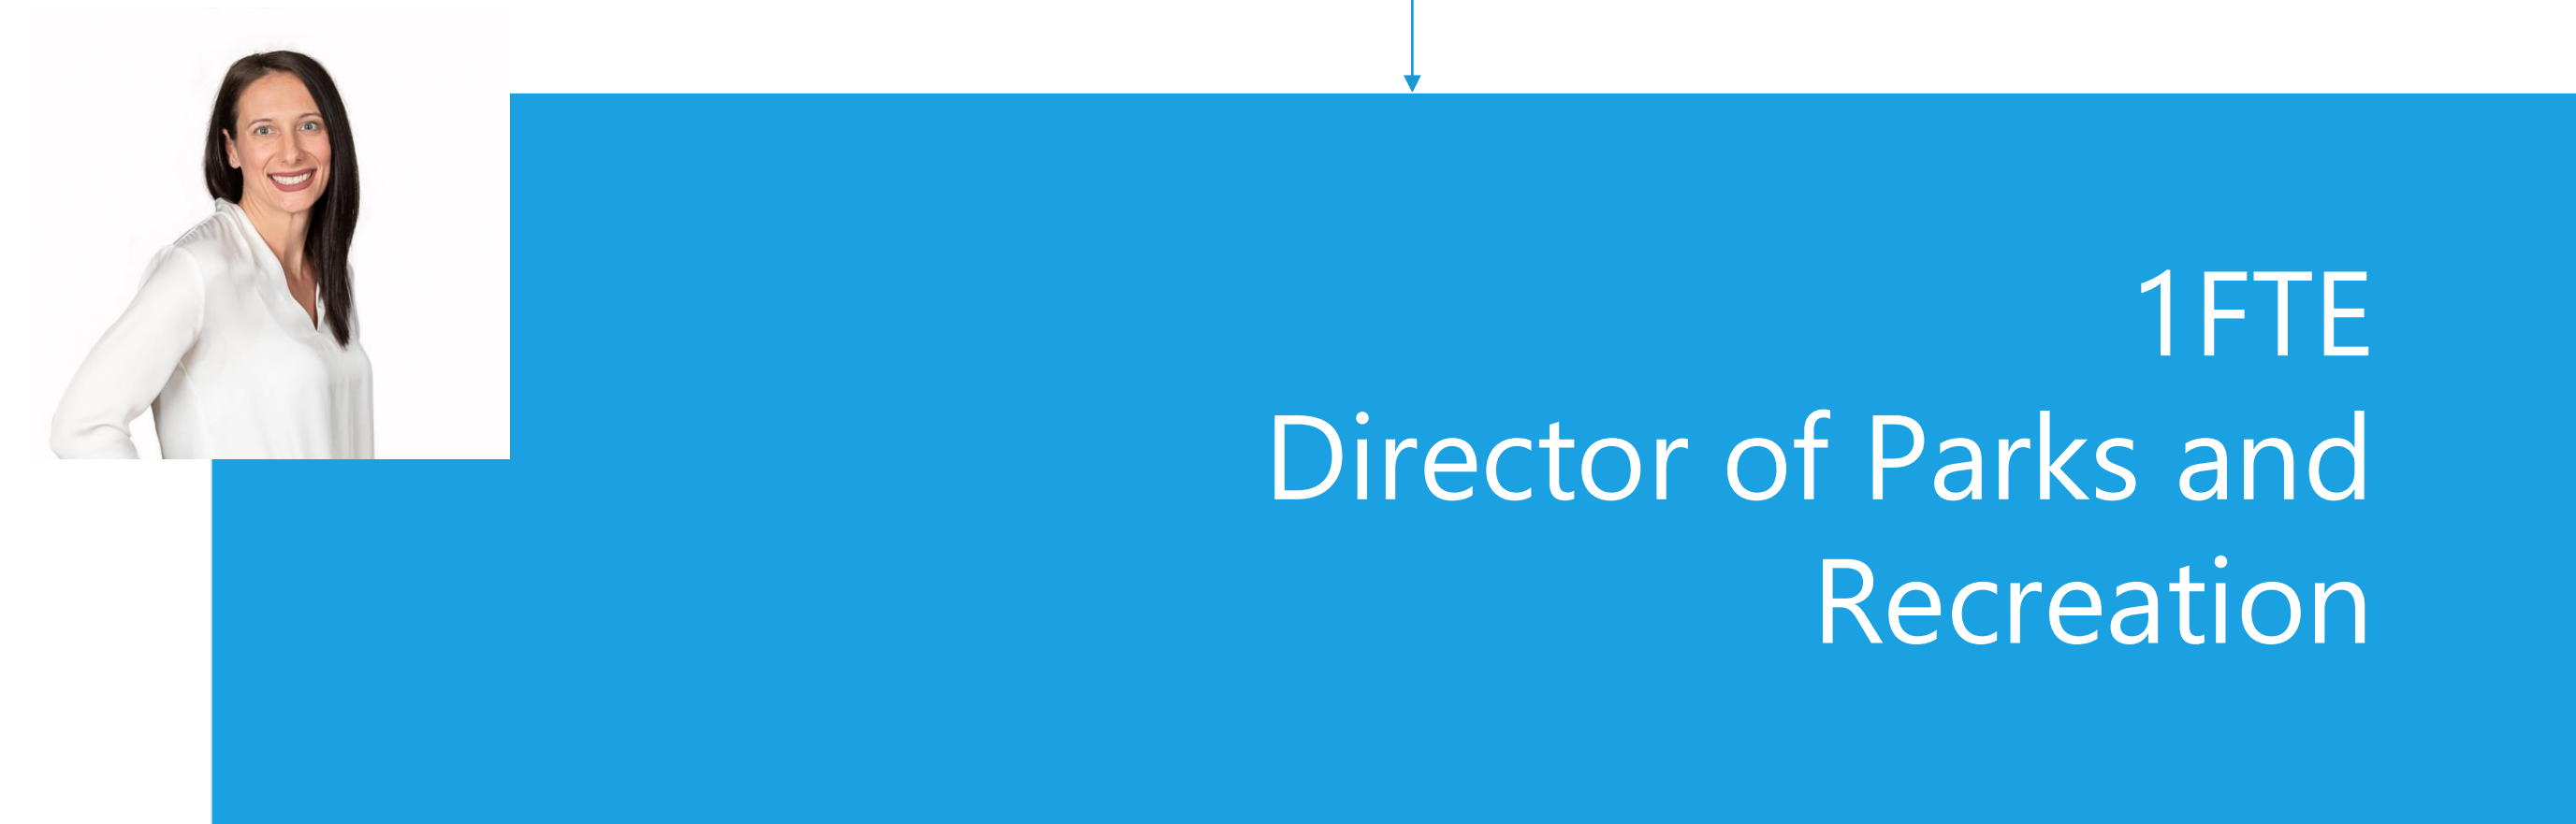 1FTE
Director of Parks and
Recreation